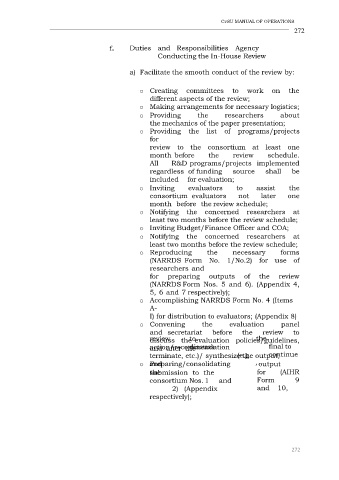 CvSU MANUAL OF OPERATIONS
272
f. Duties and Responsibilities Agency
Conducting the In-House Review
a) Facilitate the smooth conduct of the review by:
o Creating committees to work on the
different aspects of the review;
o Making arrangements for necessary logistics;
o Providing the researchers about
the mechanics of the paper presentation;
o Providing the list of programs/projects
for
review to the consortium at least one
month before the review schedule.
All R&D programs/projects implemented
regardless of funding source shall be
included for evaluation;
o Inviting evaluators to assist the
consortium evaluators not later one
month before the review schedule;
o Notifying the concerned researchers at
least two months before the review schedule;
o Inviting Budget/Finance Officer and COA;
o Notifying the concerned researchers at
least two months before the review schedule;
o Reproducing the necessary forms
(NARRDS Form No. 1/No.2) for use of
researchers and
for preparing outputs of the review
(NARRDS Form Nos. 5 and 6). (Appendix 4,
5, 6 and 7 respectively);
o Accomplishing NARRDS Form No. 4 (Items
A-
I) for distribution to evaluators; (Appendix 8)
o Convening the evaluation panel
and secretariat before the review to
discuss the evaluation policies/guidelines,
final to
terminate, etc.)/ synthesize the output;
continue
o Preparing/consolidating output
submission to the for (AIHR
consortium Nos. 1 and Form 9
2) (Appendix and 10,
respectively);
272